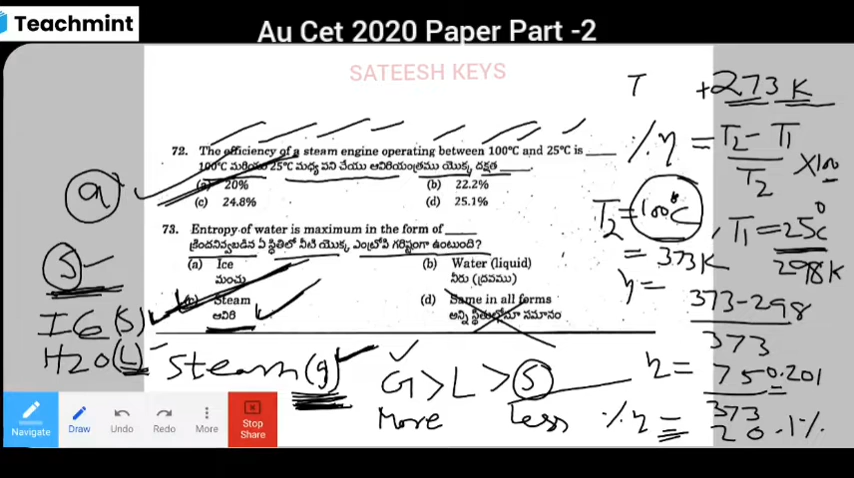 Teachmint
Au Cet 2020 Paper Part -2
SATEESH KEYS
72. The efficiency of a steam engine operating between 100°C and 25°C is ____
100°C మరియు 25°C మధ్య పని చేయు ఆవిరియంత్రము యొక్క దక్షత ____
(a) 20% (b) 22.2%
(c) 24.8% (d) 25.1%
73. Entropy of water is maximum in the form of ____
క్రిందనివ్వబడిన ఏ స్థితిలో నీటి యొక్క ఎంట్రోపి గరిష్టంగా ఉంటుంది?
(a) Ice (b) Water (liquid)
మంచు నీరు (ద్రవము)
Steam (d) Same in all forms
ఆవిరి అన్ని స్థితుల్లోనూ సమానం
a
S
ICe(S)
H2O(L)
Steam(g)
G > L > S
More less
T +273 K
% η = T2 - T1 / T2 × 100
T2 = 100°C, T1 = 25°C
= 373K 298K
η = 373-298 / 373
η = 75 / 373 = 0.201
% η = 20.1%
Navigate
Draw
Undo
Redo
More
Stop
Share